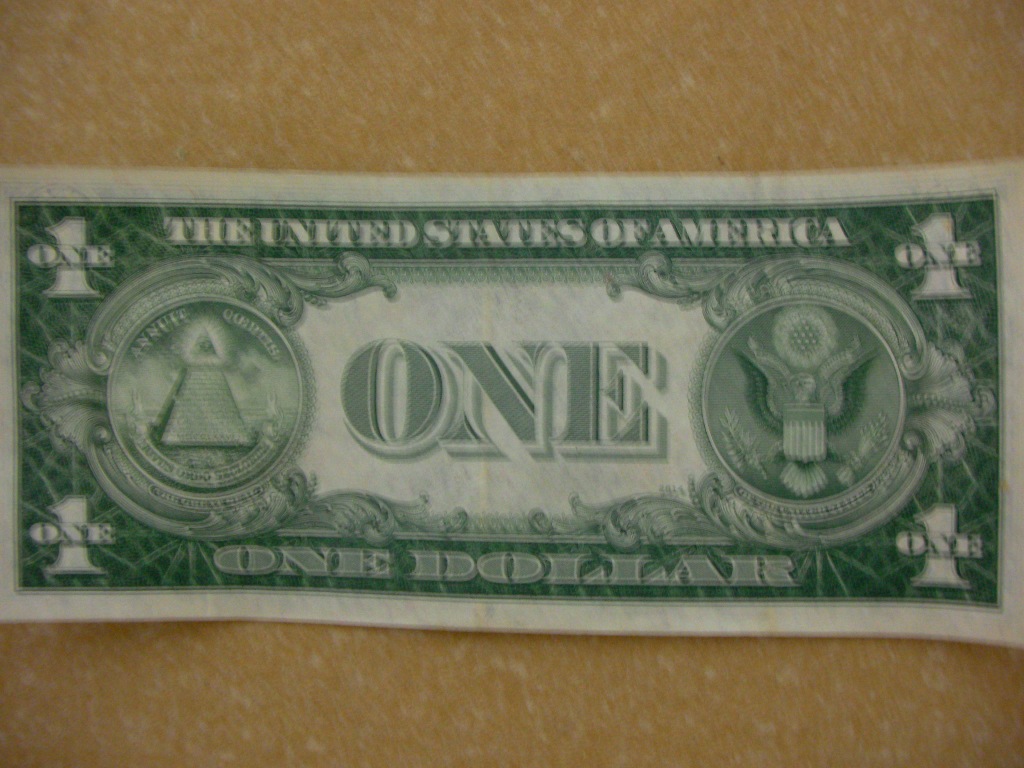 THE UNITED STATES OF AMERICA
1 ONE
1 ONE
ANNUIT COEPTIS
ONE
1 ONE
1 ONE
ONE DOLLAR